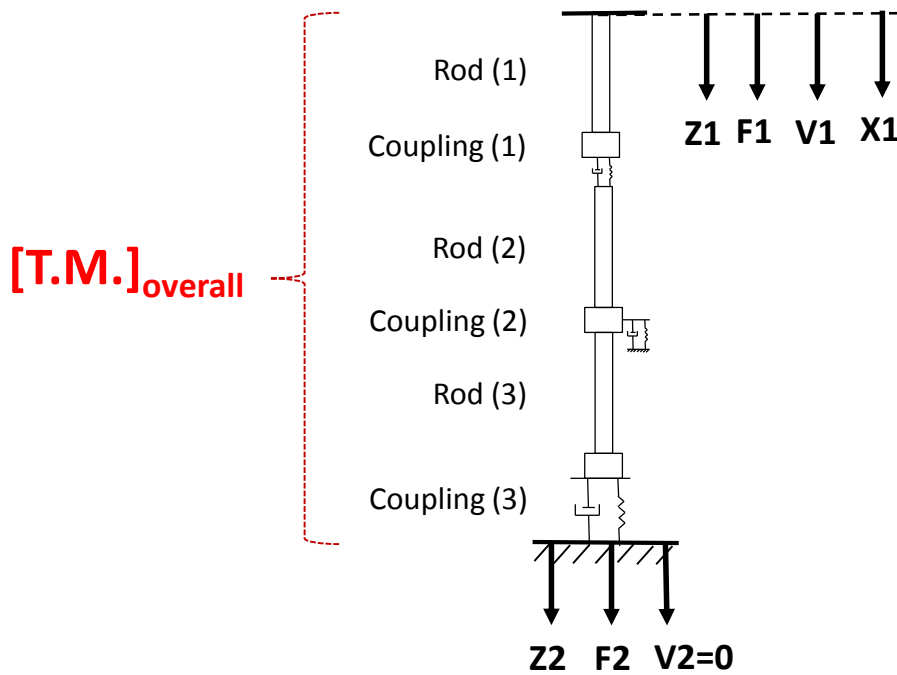 Rod (1)
Z1 F1 V1 X1
Coupling (1)
Rod (2)
[T.M.]overall
Coupling (2)
Rod (3)
Coupling (3)
Z2 F2 V2=0